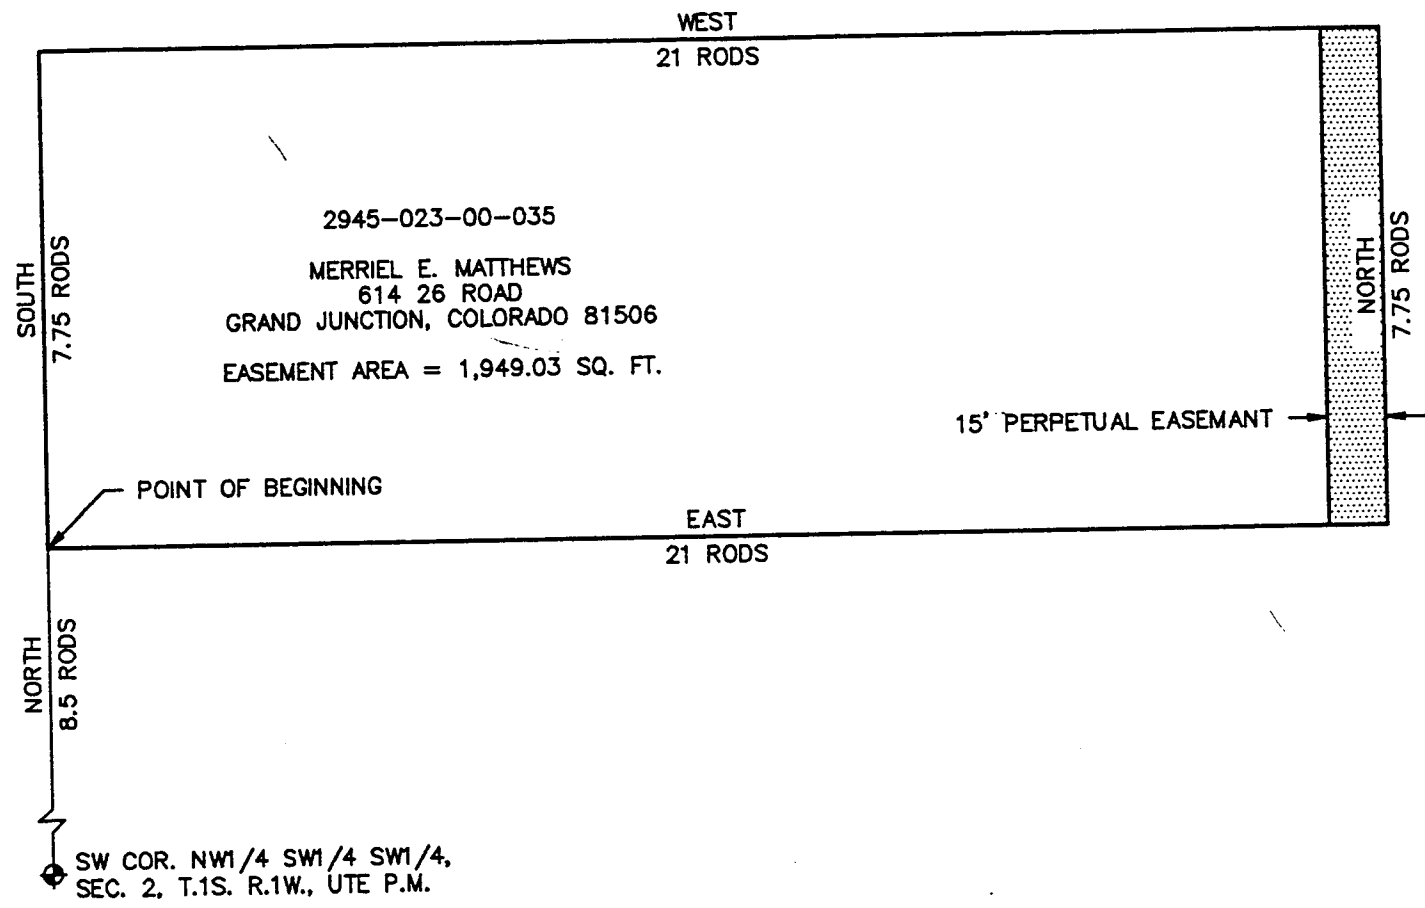 WEST
21 RODS
SOUTH
7.75 RODS
2945-023-00-035
MERRIEL E. MATTHEWS
614 26 ROAD
GRAND JUNCTION, COLORADO 81506
EASEMENT AREA = 1,949.03 SQ. FT.
NORTH
7.75 RODS
15' PERPETUAL EASEMANT
POINT OF BEGINNING
EAST
21 RODS
NORTH
8.5 RODS
SW COR. NW1/4 SW1/4 SW1/4,
SEC. 2, T.1S. R.1W., UTE P.M.